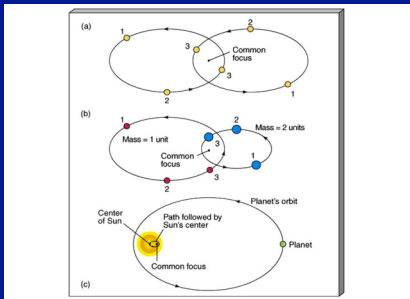 (a)
1
2
3
Common
focus
3
2
1
(b)
1
Mass = 1 unit
2
Mass = 2 units
3
Common
focus
1
2
3
Planet's orbit
Center
of Sun
Path followed by
Sun's center
Planet
Common focus
(c)